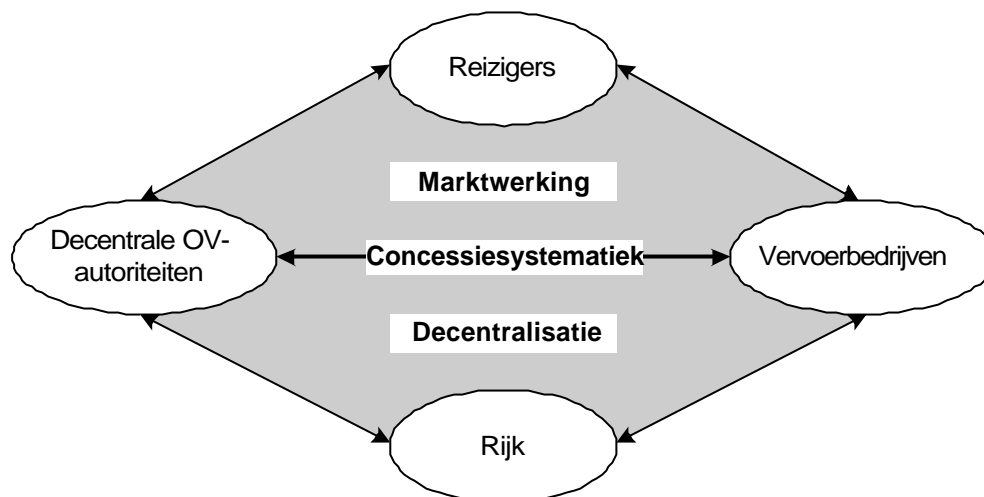 Reizigers
Marktwerking
Decentrale OV-
autoriteiten
Concessiesystematiek
Vervoerbedrijven
Decentralisatie
Rijk